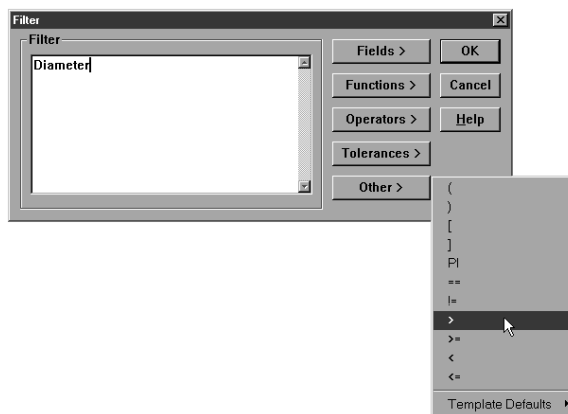 Filter
Filter
Diameter
Fields >
OK
Functions >
Cancel
Operators >
Help
Tolerances >
Other >
(
)
[
]
PI
==
!=
>
>=
<
<=
Template Defaults